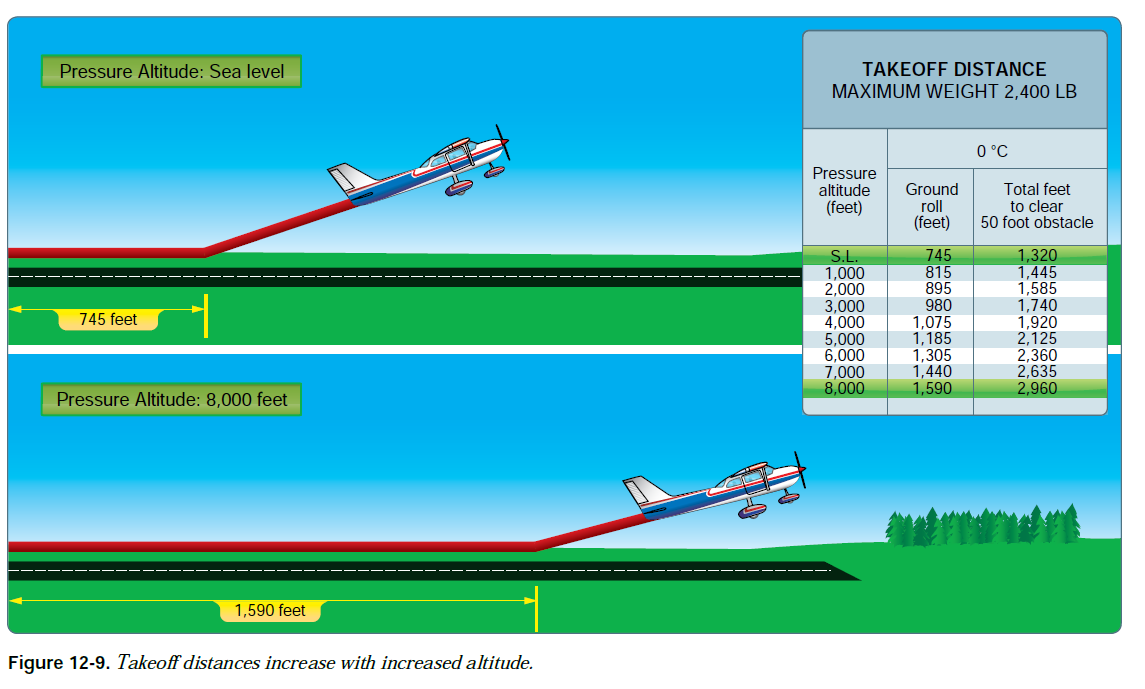 Pressure Altitude: Sea level
745 feet
Pressure Altitude: 8,000 feet
1,590 feet
TAKEOFF DISTANCE
MAXIMUM WEIGHT 2,400 LB
Pressure
altitude
(feet)
0 °C
Ground
roll
(feet)
Total feet
to clear
50 foot obstacle
S.L. 745 1,320
1,000 815 1,445
2,000 895 1,585
3,000 980 1,740
4,000 1,075 1,920
5,000 1,185 2,125
6,000 1,305 2,360
7,000 1,440 2,635
8,000 1,590 2,960
Figure 12-9. Takeoff distances increase with increased altitude.